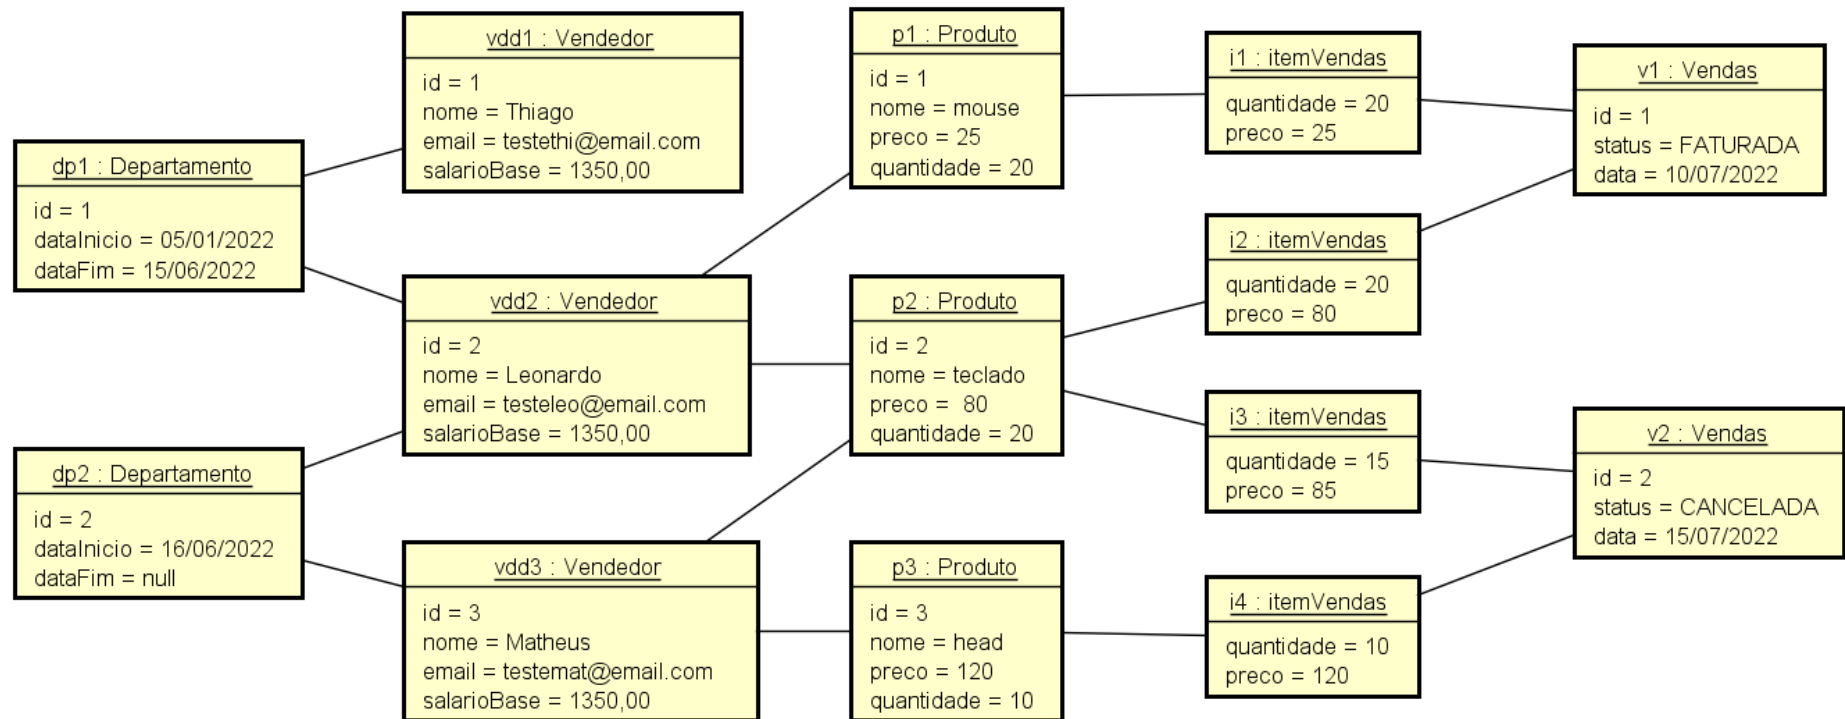 dp1 : Departamento
id = 1
dataInicio = 05/01/2022
dataFim = 15/06/2022
dp2 : Departamento
id = 2
dataInicio = 16/06/2022
dataFim = null
vdd1 : Vendedor
id = 1
nome = Thiago
email = testethi@email.com
salarioBase = 1350,00
vdd2 : Vendedor
id = 2
nome = Leonardo
email = testeleo@email.com
salarioBase = 1350,00
vdd3 : Vendedor
id = 3
nome = Matheus
email = testemat@email.com
salarioBase = 1350,00
p1 : Produto
id = 1
nome = mouse
preco = 25
quantidade = 20
p2 : Produto
id = 2
nome = teclado
preco =  80
quantidade = 20
p3 : Produto
id = 3
nome = head
preco = 120
quantidade = 10
i1 : itemVendas
quantidade = 20
preco = 25
i2 : itemVendas
quantidade = 20
preco = 80
i3 : itemVendas
quantidade = 15
preco = 85
i4 : itemVendas
quantidade = 10
preco = 120
v1 : Vendas
id = 1
status = FATURADA
data = 10/07/2022
v2 : Vendas
id = 2
status = CANCELADA
data = 15/07/2022